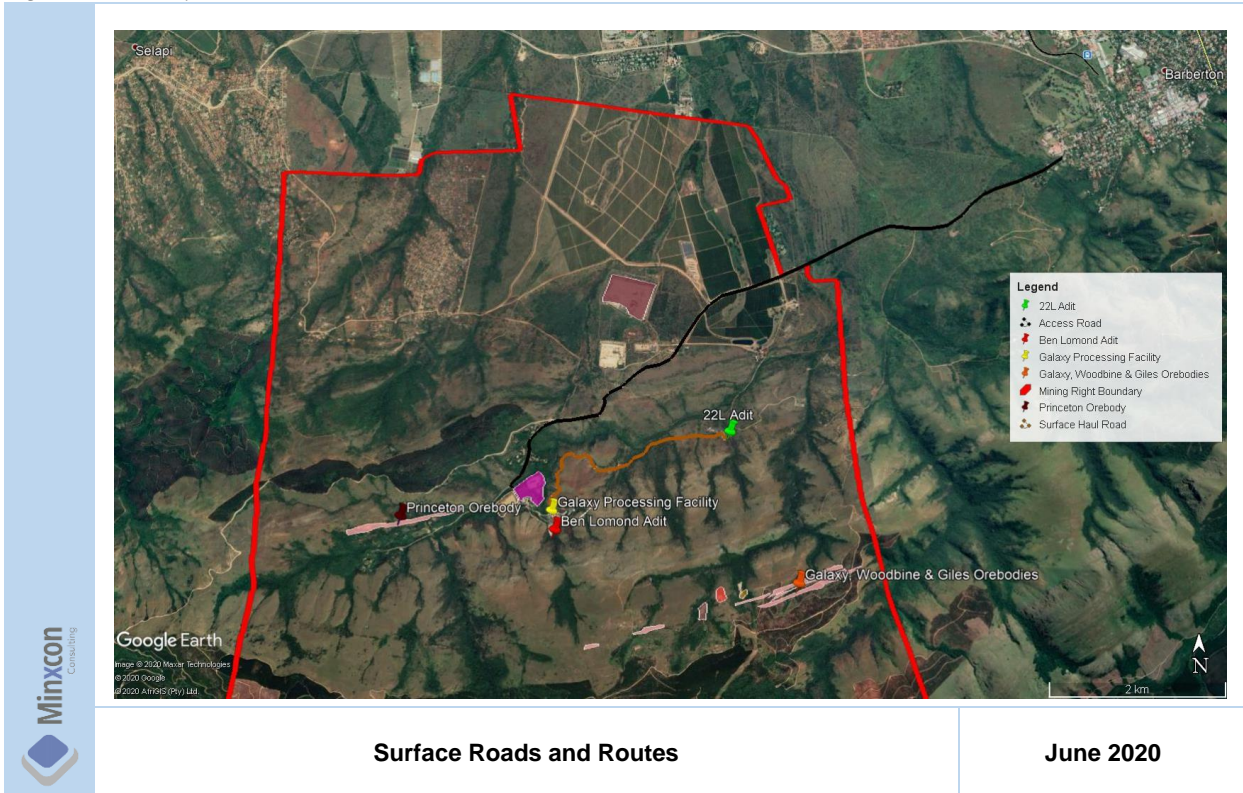 Selapi
Barberton
Legend
22L Adit
Access Road
Ben Lomond Adit
Galaxy Processing Facility
Galaxy, Woodbine & Giles Orebodies
Mining Right Boundary
Princeton Orebody
Surface Haul Road
22L Adit
Princeton Orebody
Galaxy Processing Facility
Ben Lomond Adit
Galaxy, Woodbine & Giles Orebodies
Google Earth
Image © 2020 Maxar Technologies
© 2020 Google
© 2020 AfriGIS (Pty) Ltd.
N
2 km
Minxcon
Consulting
Surface Roads and Routes
June 2020